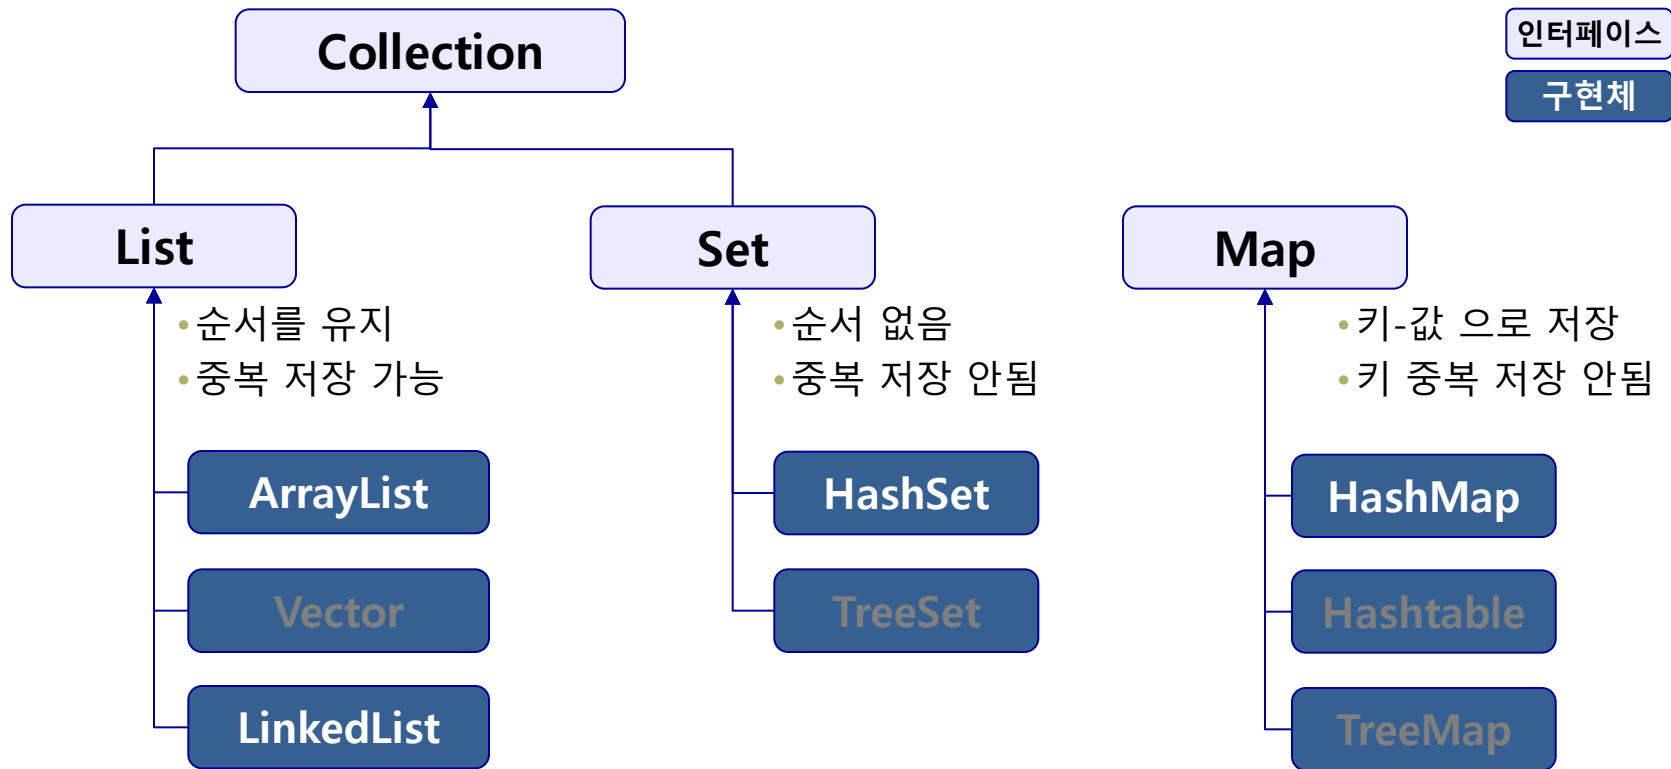 Collection
인터페이스
구현체
List
Set
Map
• 순서를 유지
• 중복 저장 가능
• 순서 없음
• 중복 저장 안됨
• 키-값 으로 저장
• 키 중복 저장 안됨
ArrayList
HashSet
HashMap
Vector
TreeSet
Hashtable
LinkedList
TreeMap